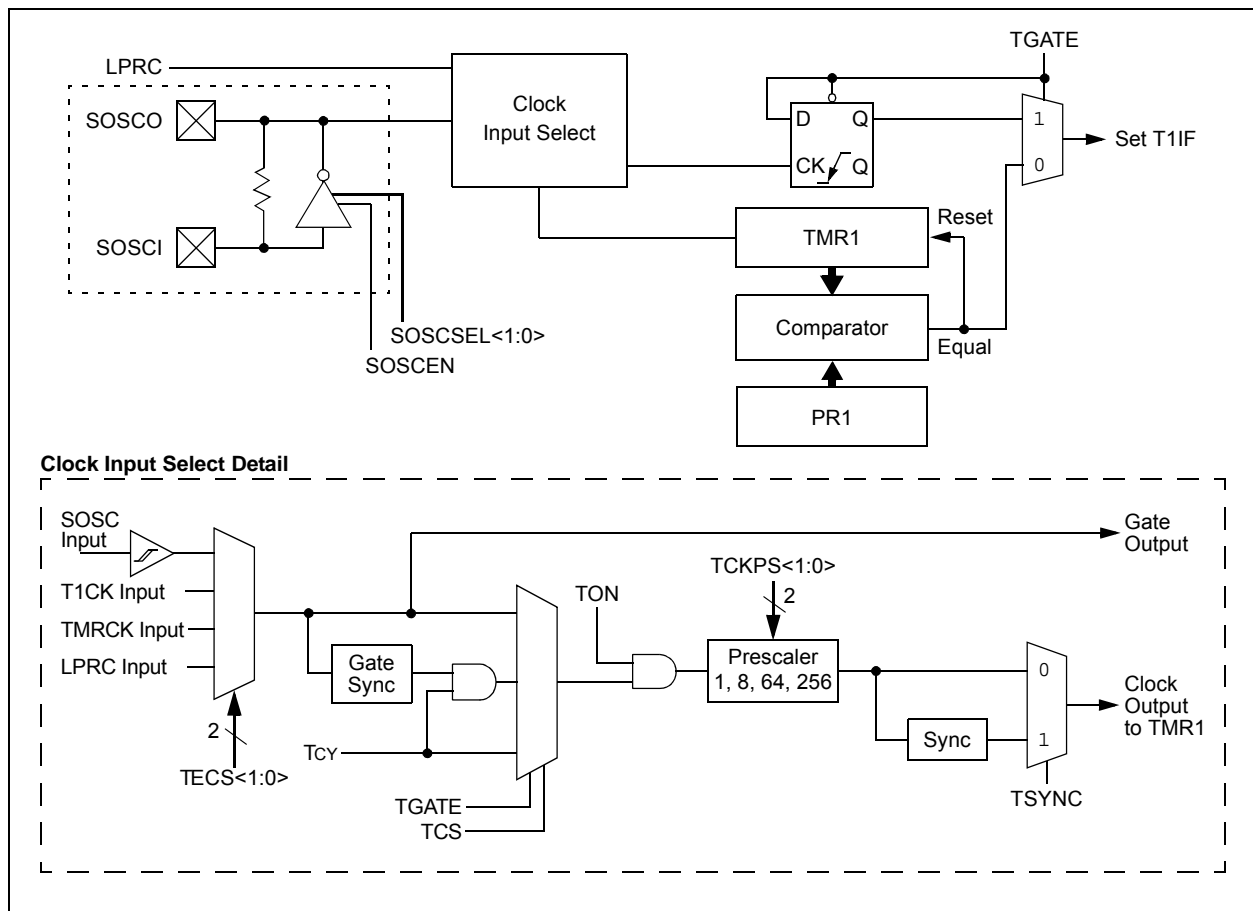 TGATE
LPRC
Clock
Input Select
SOSCO
D Q
1
Set T1IF
CK Q
0
SOSCI
TMR1
Reset
Comparator
Equal
SOSCSEL<1:0>
SOSCEN
PR1
Clock Input Select Detail
SOSC
Input
Gate
Output
T1CK Input
TON
TCKPS<1:0>
2
TMRCK Input
LPRC Input
Gate
Sync
Prescaler
1, 8, 64, 256
0
Clock
Output
to TMR1
2
TCY
Sync
1
TECS<1:0>
TGATE
TCS
TSYNC